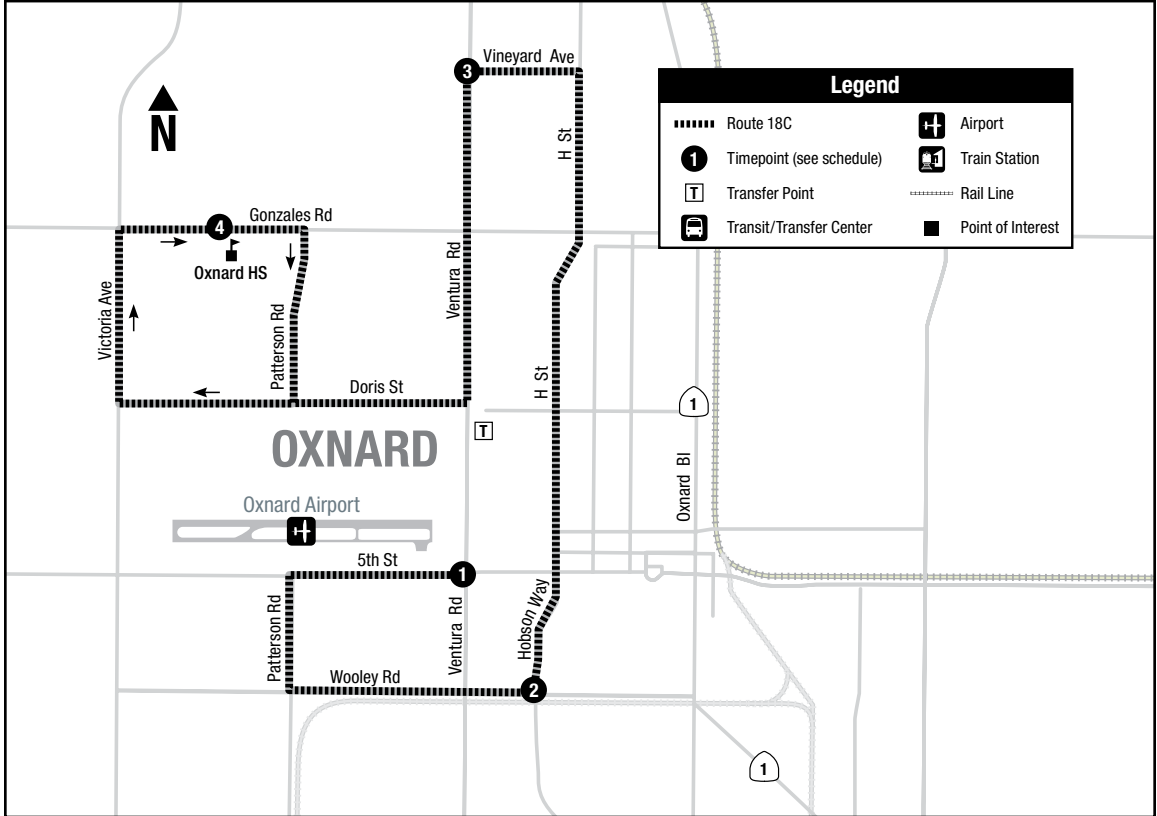 Vineyard Ave
3
Legend
Route 18C
Airport
1
Timepoint (see schedule)
Train Station
T
Transfer Point
Rail Line
Transit/Transfer Center
Point of Interest
N
H St
Gonzales Rd
4
Oxnard HS
Ventura Rd
Victoria Ave
Patterson Rd
Doris St
H St
1
T
OXNARD
Oxnard Bl
Oxnard Airport
5th St
1
Patterson Rd
Ventura Rd
Hobson Way
Wooley Rd
2
1